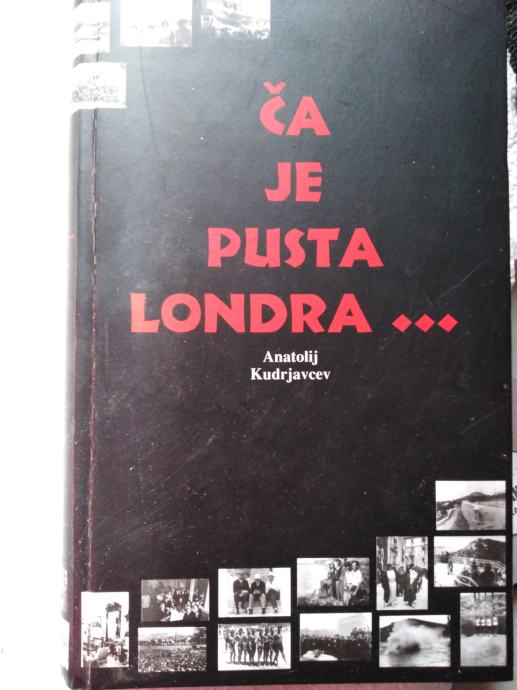 ČA
JE
PUSTA
LONDRA ...
Anatolij
Kudrjavcev